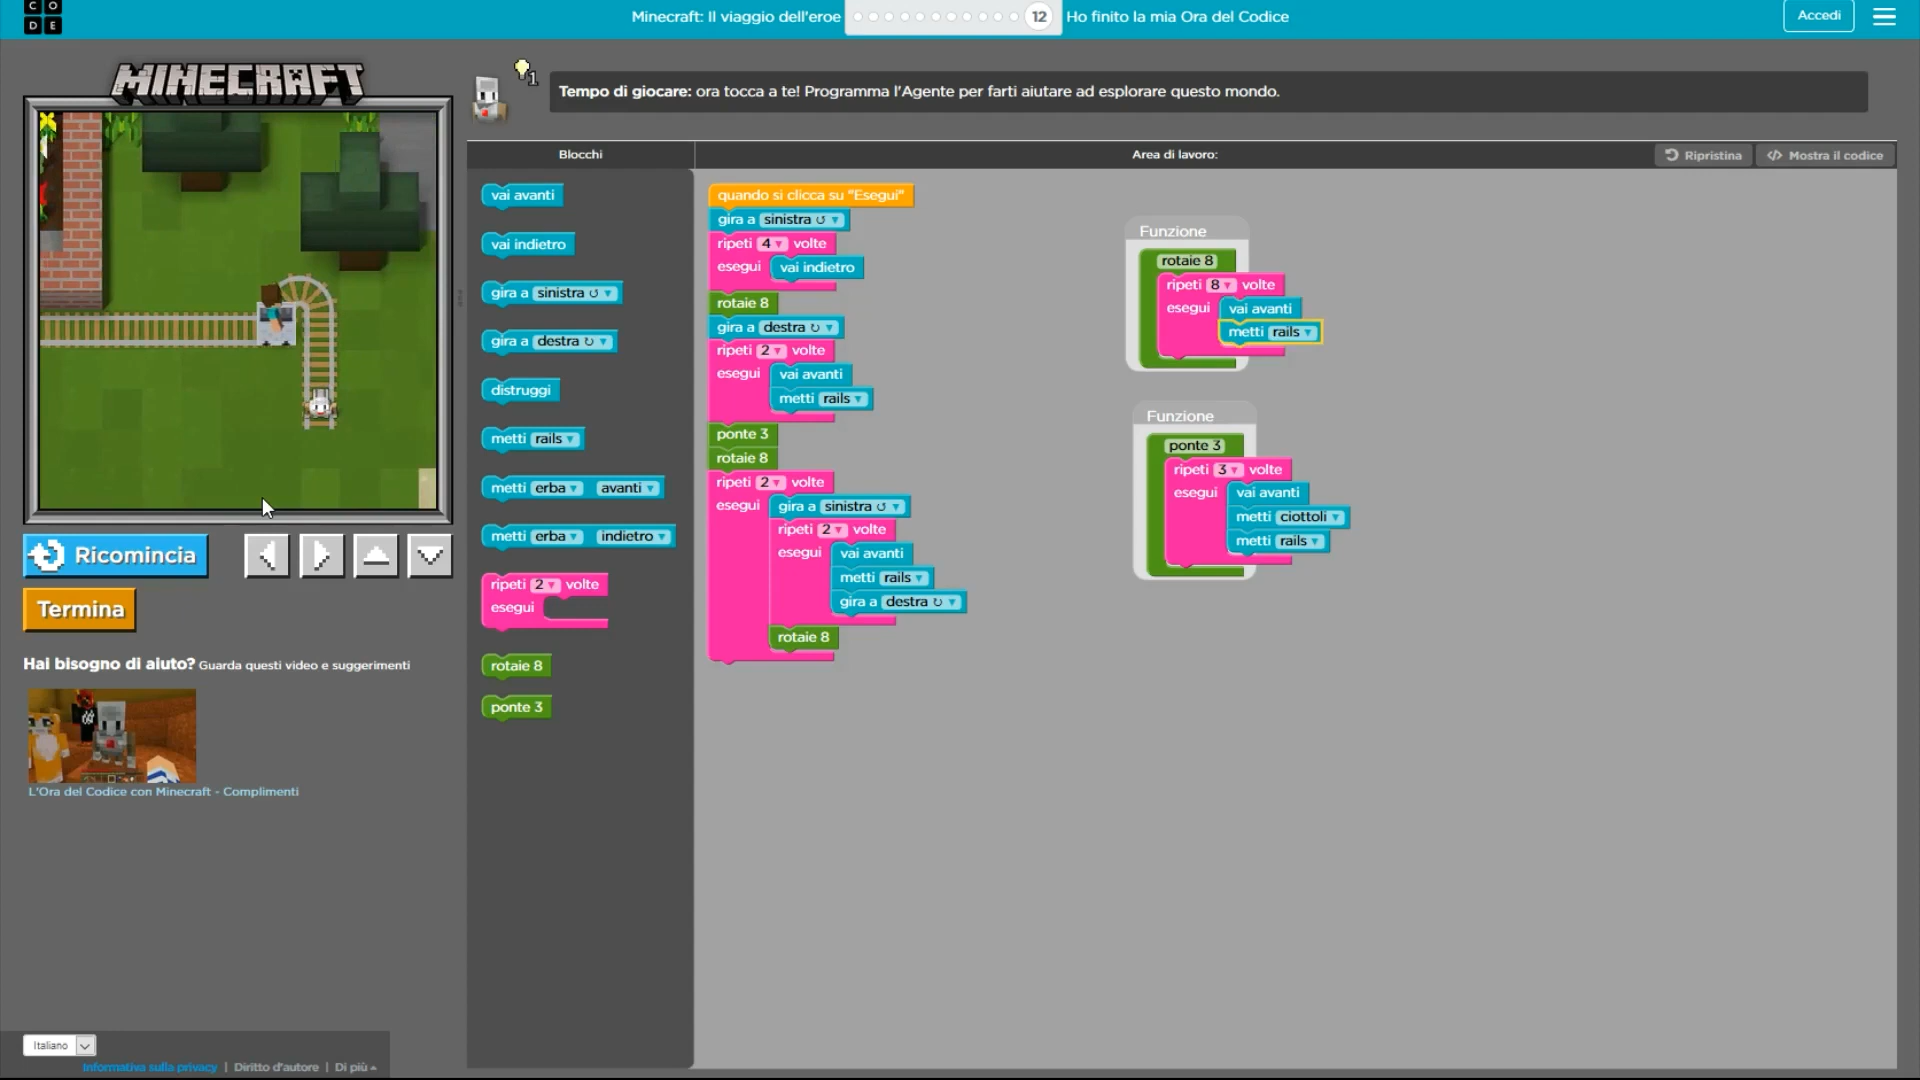 C O
D E
Minecraft: Il viaggio dell'eroe
12
Ho finito la mia Ora del Codice
Accedi
MINECRAFT
1
Tempo di giocare: ora tocca a te! Programma l'Agente per farti aiutare ad esplorare questo mondo.
Blocchi
Area di lavoro:
Ripristina
Mostra il codice
vai avanti
vai indietro
gira a sinistra ↺ ▼
gira a destra ↻ ▼
distruggi
metti rails ▼
metti erba ▼ avanti ▼
metti erba ▼ indietro ▼
ripeti 2 ▼ volte
esegui
rotaie 8
ponte 3
quando si clicca su "Esegui"
gira a sinistra ↺ ▼
ripeti 4 ▼ volte
esegui vai indietro
rotaie 8
gira a destra ↻ ▼
ripeti 2 ▼ volte
esegui vai avanti
metti rails ▼
ponte 3
rotaie 8
ripeti 2 ▼ volte
esegui gira a sinistra ↺ ▼
ripeti 2 ▼ volte
esegui vai avanti
metti rails ▼
gira a destra ↻ ▼
rotaie 8
Funzione
rotaie 8
ripeti 8 ▼ volte
esegui vai avanti
metti rails ▼
Funzione
ponte 3
ripeti 3 ▼ volte
esegui vai avanti
metti ciottoli ▼
metti rails ▼
Ricomincia
Termina
Hai bisogno di aiuto? Guarda questi video e suggerimenti
L'Ora del Codice con Minecraft - Complimenti
Italiano
Informativa sulla privacy | Diritto d'autore | Di più ▲